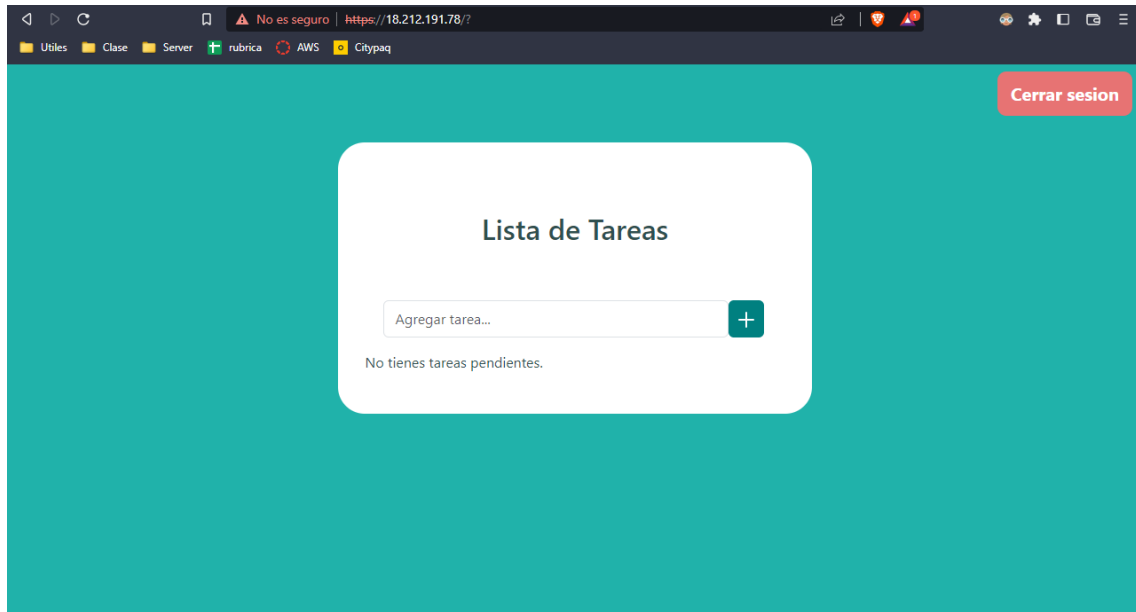 No es seguro | https://18.212.191.78/?
1
Utiles Clase Server rubrica AWS Citypaq
Cerrar sesion
Lista de Tareas
Agregar tarea...
No tienes tareas pendientes.